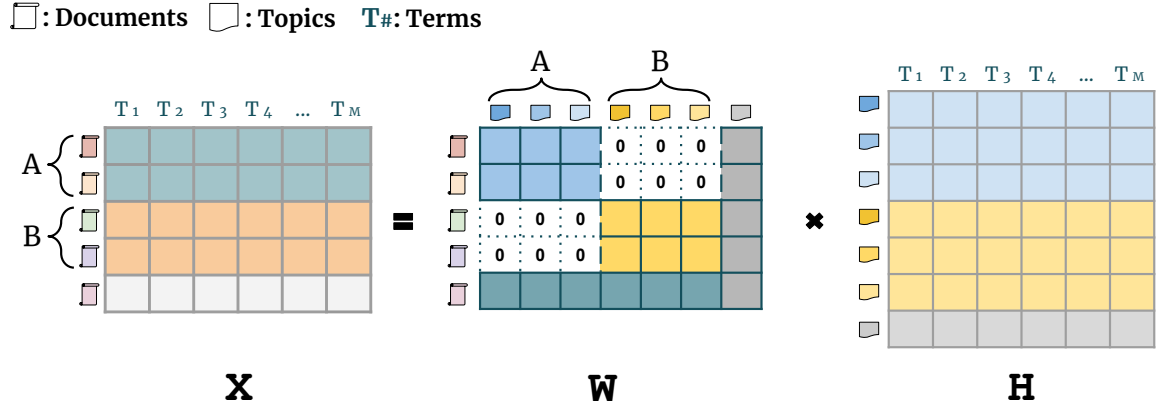 : Documents : Topics T#: Terms
A B
T1 T2 T3 T4 ... TM
T1 T2 T3 T4 ... TM
A 0 0 0
0 0 0
B 0 0 0
0 0 0
= ×
X W H